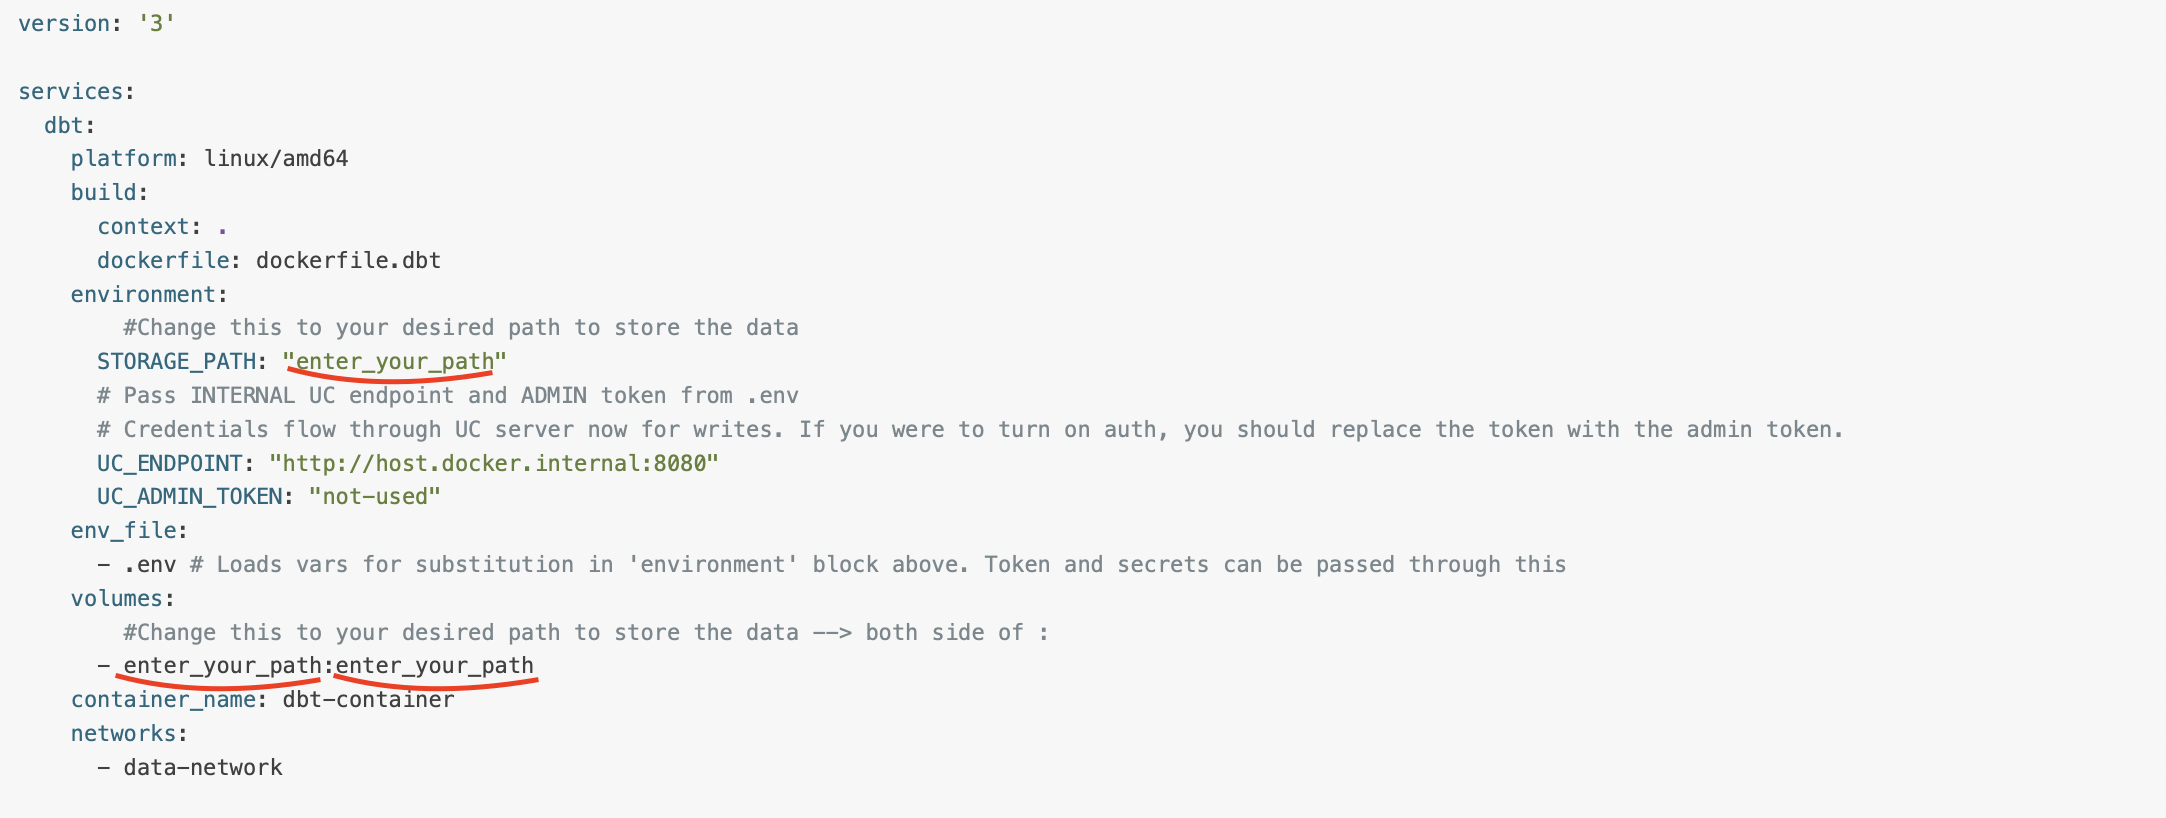 version: '3'

services:
  dbt:
    platform: linux/amd64
    build:
      context: .
      dockerfile: dockerfile.dbt
    environment:
        #Change this to your desired path to store the data
      STORAGE_PATH: "enter_your_path"
      # Pass INTERNAL UC endpoint and ADMIN token from .env
      # Credentials flow through UC server now for writes. If you were to turn on auth, you should replace the token with the admin token.
      UC_ENDPOINT: "http://host.docker.internal:8080"
      UC_ADMIN_TOKEN: "not-used"
    env_file:
      - .env # Loads vars for substitution in 'environment' block above. Token and secrets can be passed through this
    volumes:
        #Change this to your desired path to store the data --> both side of :
      - enter_your_path:enter_your_path
    container_name: dbt-container
    networks:
      - data-network